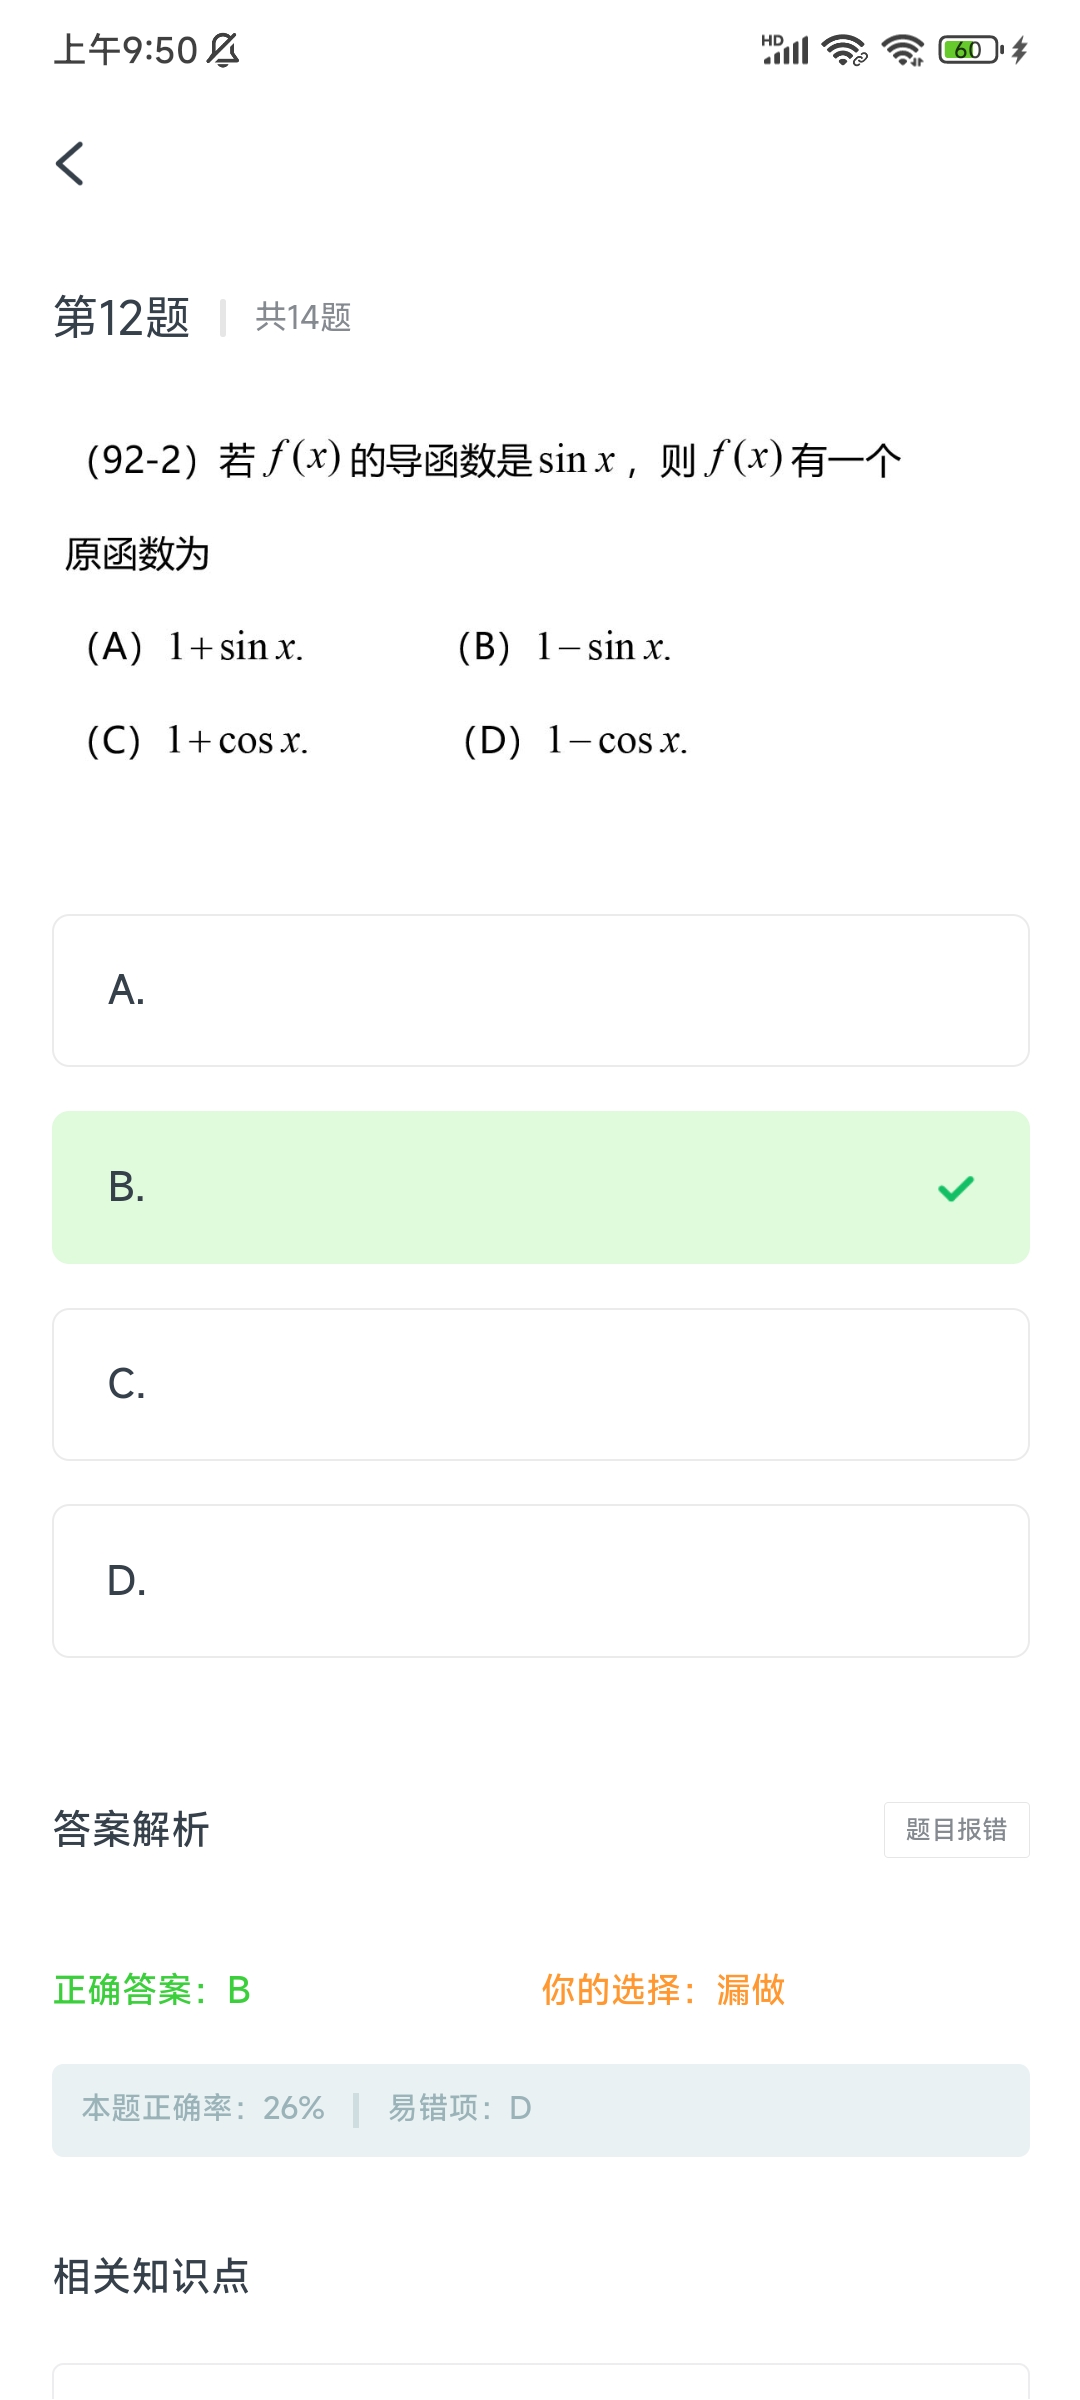 上午9:50
HD
60
第12题
共14题
（92-2）若 f(x) 的导函数是 sin x ，则 f(x) 有一个
原函数为
（A）1+sin x.
（B）1−sin x.
（C）1+cos x.
（D）1−cos x.
A.
B.
C.
D.
答案解析
题目报错
正确答案：B
你的选择：漏做
本题正确率：26%
易错项：D
相关知识点